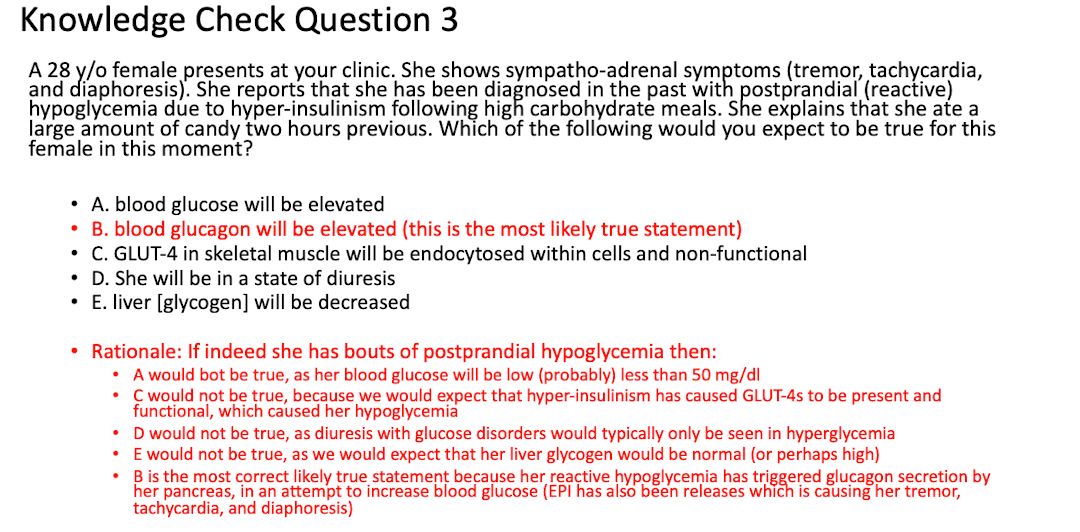 Knowledge Check Question 3
A 28 y/o female presents at your clinic. She shows sympatho-adrenal symptoms (tremor, tachycardia,
and diaphoresis). She reports that she has been diagnosed in the past with postprandial (reactive)
hypoglycemia due to hyper-insulinism following high carbohydrate meals. She explains that she ate a
large amount of candy two hours previous. Which of the following would you expect to be true for this
female in this moment?
• A. blood glucose will be elevated
• B. blood glucagon will be elevated (this is the most likely true statement)
• C. GLUT-4 in skeletal muscle will be endocytosed within cells and non-functional
• D. She will be in a state of diuresis
• E. liver [glycogen] will be decreased
• Rationale: If indeed she has bouts of postprandial hypoglycemia then:
• A would bot be true, as her blood glucose will be low (probably) less than 50 mg/dl
• C would not be true, because we would expect that hyper-insulinism has caused GLUT-4s to be present and
functional, which caused her hypoglycemia
• D would not be true, as diuresis with glucose disorders would typically only be seen in hyperglycemia
• E would not be true, as we would expect that her liver glycogen would be normal (or perhaps high)
• B is the most correct likely true statement because her reactive hypoglycemia has triggered glucagon secretion by
her pancreas, in an attempt to increase blood glucose (EPI has also been releases which is causing her tremor,
tachycardia, and diaphoresis)